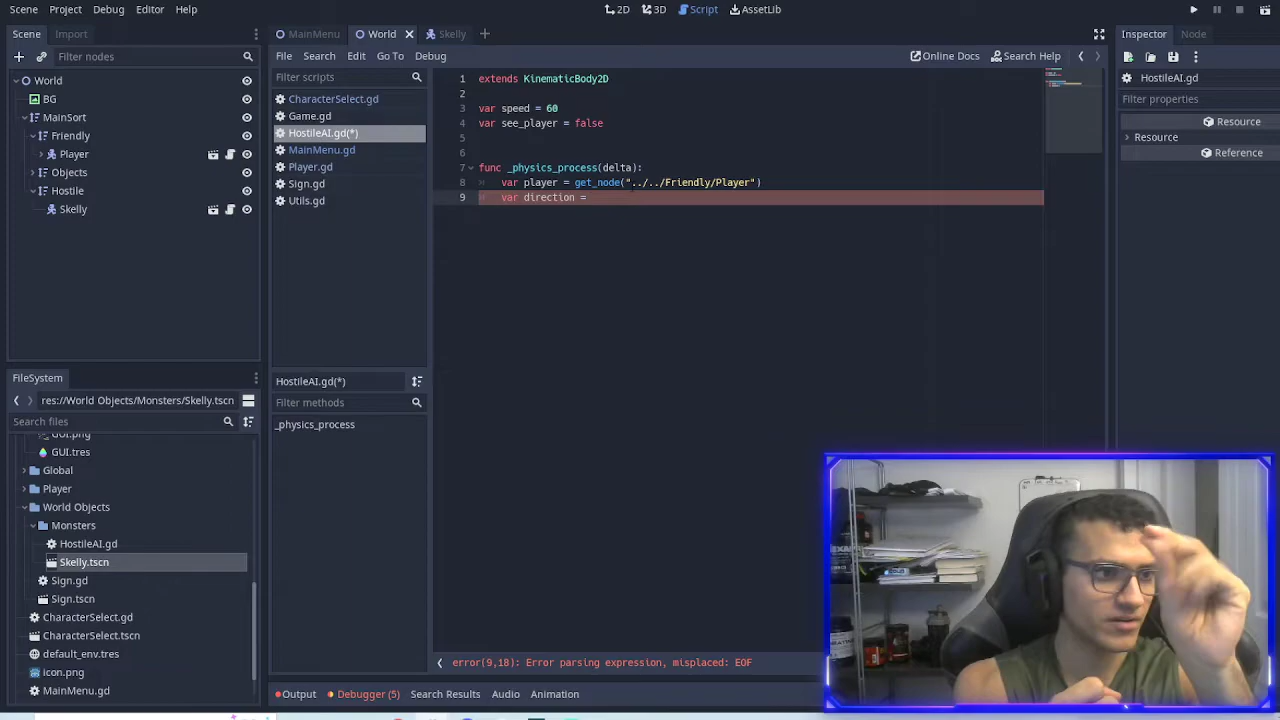 Scene Project Debug Editor Help
2D 3D Script AssetLib
Scene Import
MainMenu World Skelly
Inspector Node
Filter nodes
File Search Edit Go To Debug
Online Docs Search Help
World
BG
MainSort
Friendly
Player
Objects
Hostile
Skelly
Filter scripts
CharacterSelect.gd
Game.gd
HostileAI.gd(*)
MainMenu.gd
Player.gd
Sign.gd
Utils.gd
1 extends KinematicBody2D
2
3 var speed = 60
4 var see_player = false
5
6
7 func _physics_process(delta):
8 var player = get_node("../../Friendly/Player")
9 var direction =
HostileAI.gd
Filter properties
Resource
Resource
Reference
FileSystem
res://World Objects/Monsters/Skelly.tscn
Search files
GUI.png
GUI.tres
Global
Player
World Objects
Monsters
HostileAI.gd
Skelly.tscn
Sign.gd
Sign.tscn
CharacterSelect.gd
CharacterSelect.tscn
default_env.tres
icon.png
MainMenu.gd
HostileAI.gd(*)
Filter methods
_physics_process
error(9,18): Error parsing expression, misplaced: EOF
Output Debugger (5) Search Results Audio Animation